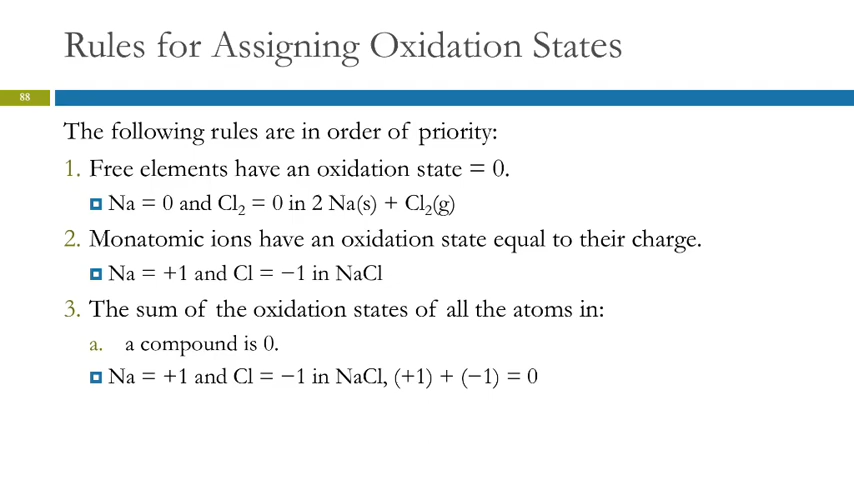 Rules for Assigning Oxidation States
88
The following rules are in order of priority:
1. Free elements have an oxidation state = 0.
Na = 0 and Cl₂ = 0 in 2 Na(s) + Cl₂(g)
2. Monatomic ions have an oxidation state equal to their charge.
Na = +1 and Cl = −1 in NaCl
3. The sum of the oxidation states of all the atoms in:
a. a compound is 0.
Na = +1 and Cl = −1 in NaCl, (+1) + (−1) = 0